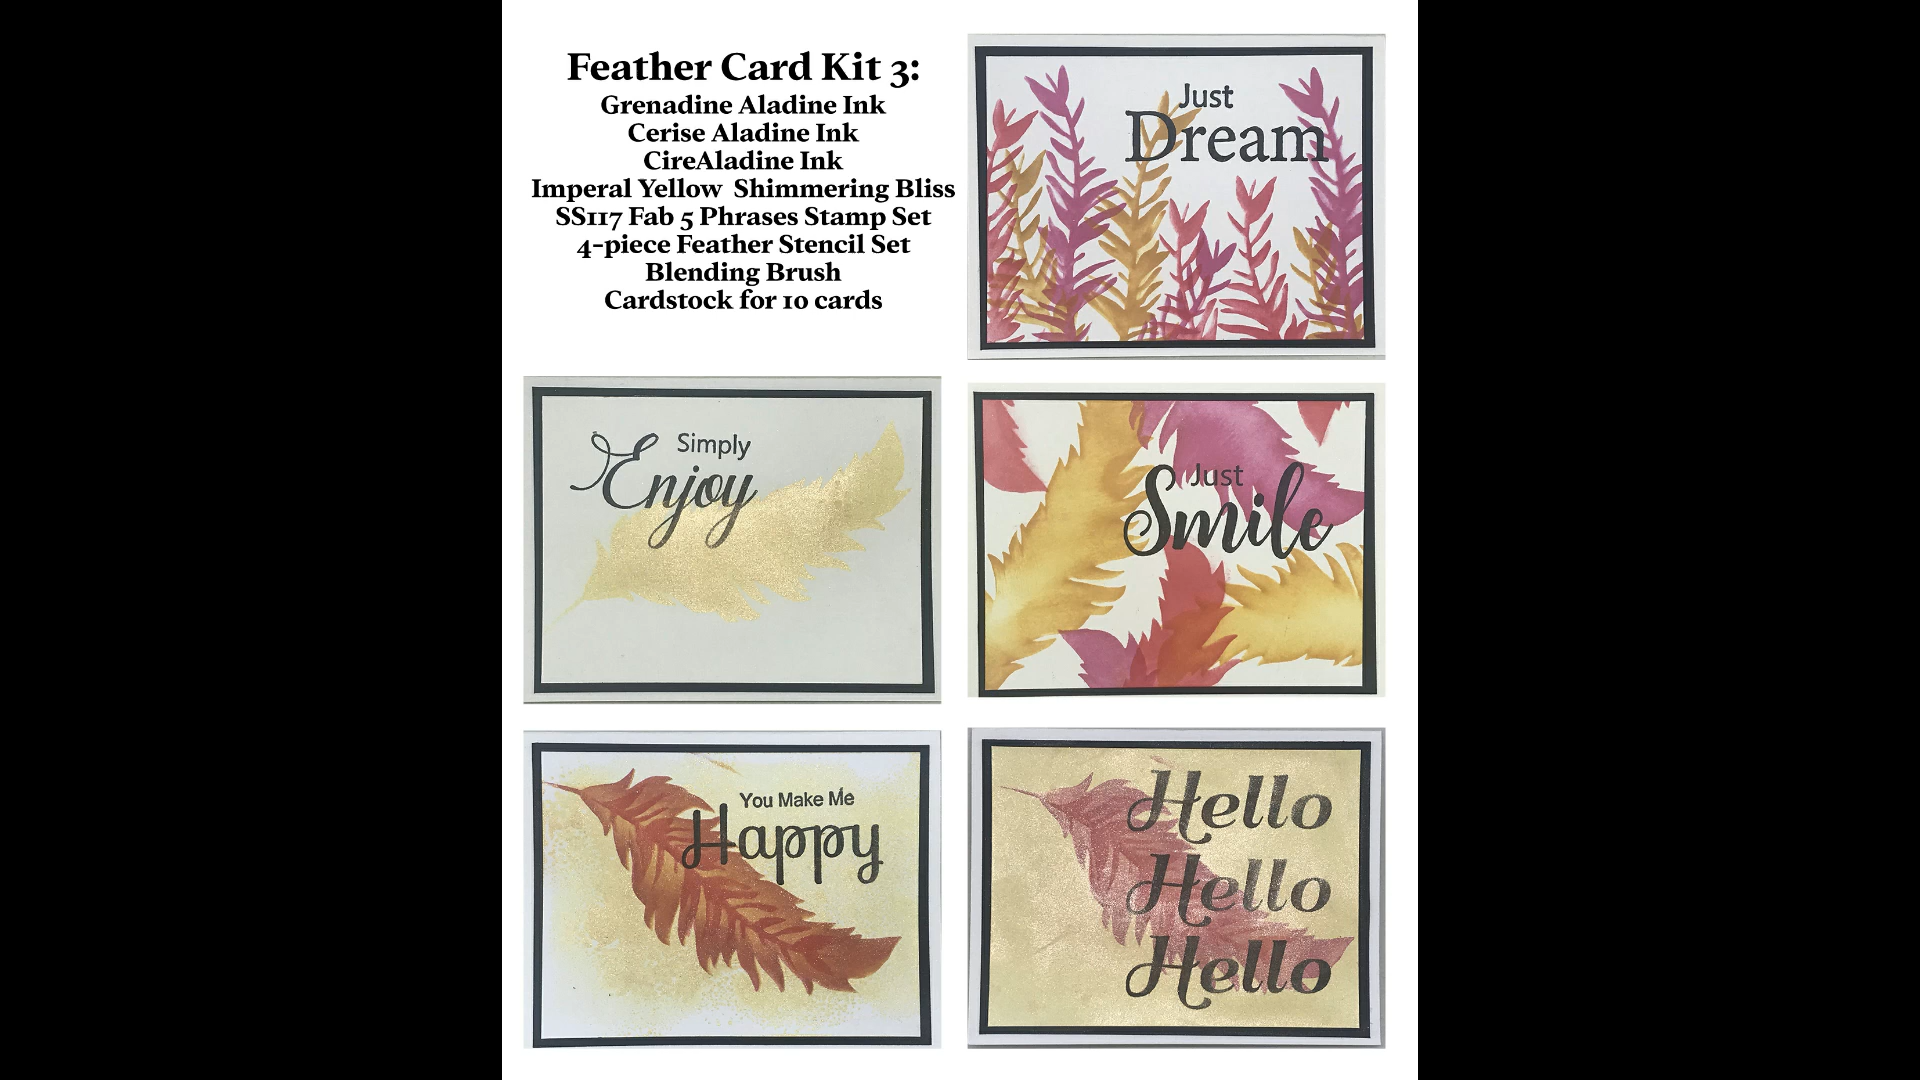 Feather Card Kit 3:
Grenadine Aladine Ink
Cerise Aladine Ink
CireAladine Ink
Imperal Yellow  Shimmering Bliss
SS117 Fab 5 Phrases Stamp Set
4-piece Feather Stencil Set
Blending Brush
Cardstock for 10 cards
Just
Dream
Simply
Enjoy
Just
Smile
You Make Me
Happy
Hello
Hello
Hello